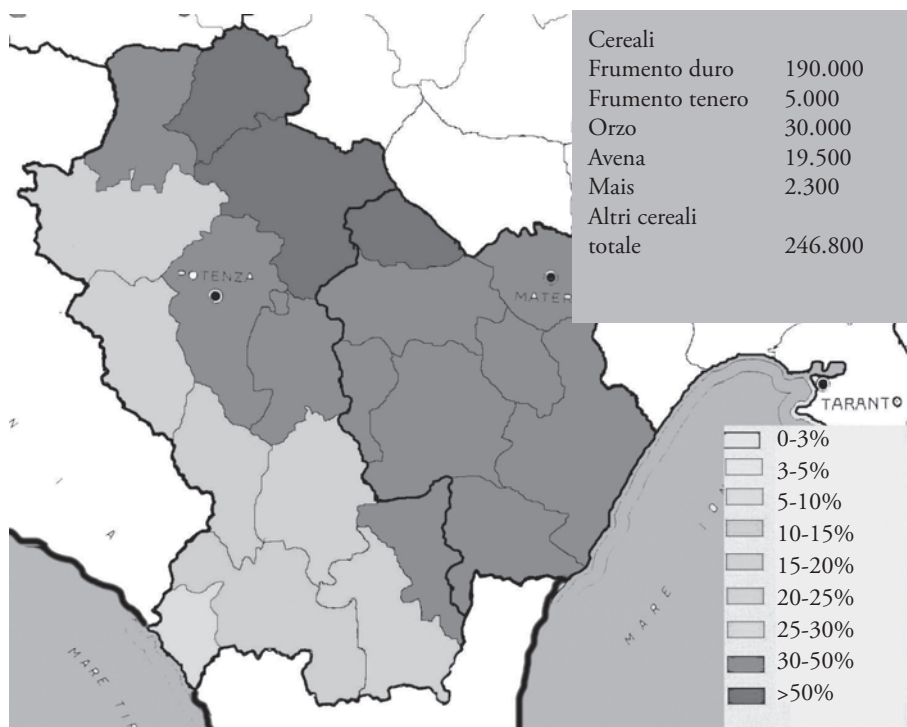 Cereali
Frumento duro 190.000
Frumento tenero 5.000
Orzo 30.000
Avena 19.500
Mais 2.300
Altri cereali
totale 246.800
POTENZA
MATER
TARANTO
0-3%
3-5%
5-10%
10-15%
15-20%
20-25%
25-30%
30-50%
>50%
MARE IO
MARE TI